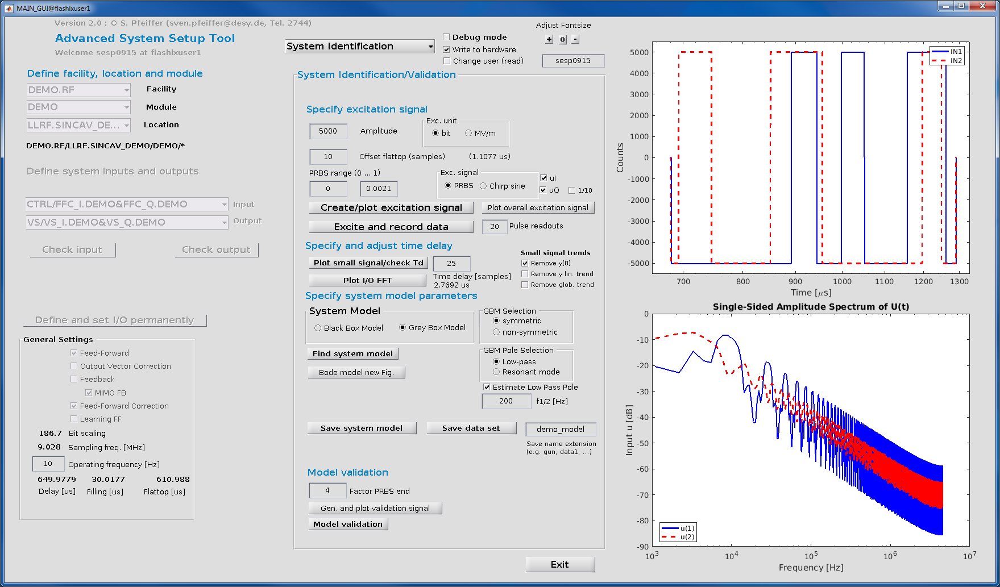 MAIN_GUI@flashlxuser1
Version 2.0 ; © S. Pfeiffer (sven.pfeiffer@desy.de, Tel. 2744)
Advanced System Setup Tool
Welcome sesp0915 at flashlxuser1
System Identification
Debug mode
Write to hardware
Change user (read)
Adjust Fontsize
+ 0 -
sesp0915
Define facility, location and module
DEMO.RF Facility
DEMO Module
LLRF.SINCAV_DE... Location
DEMO.RF/LLRF.SINCAV_DEMO/DEMO/*
Define system inputs and outputs
CTRL/FFC_I.DEMO&FFC_Q.DEMO Input
VS/VS_I.DEMO&VS_Q.DEMO Output
Check input Check output
Define and set I/O permanently
General Settings
Feed-Forward
Output Vector Correction
Feedback
MIMO FB
Feed-Forward Correction
Learning FF
186.7 Bit scaling
9.028 Sampling freq. [MHz]
10 Operating frequency [Hz]
649.9779 30.0177 610.988
Delay [us] Filling [us] Flattop [us]
System Identification/Validation
Specify excitation signal
5000 Amplitude
Exc. unit
bit MV/m
10 Offset flattop (samples) (1.1077 us)
PRBS range (0 ... 1)
0 0.0021
Exc. signal
PRBS Chirp sine
uI
uQ 1/10
Create/plot excitation signal Plot overall excitation signal
Excite and record data 20 Pulse readouts
Specify and adjust time delay
Plot small signal/check Td 25
Plot I/O FFT Time delay [samples]
2.7692 us
Small signal trends
Remove y(0)
Remove y lin. trend
Remove glob. trend
Specify system model parameters
System Model
Black Box Model Grey Box Model
GBM Selection
symmetric
non-symmetric
Find system model
Bode model new Fig.
GBM Pole Selection
Low-pass
Resonant mode
Estimate Low Pass Pole
200 f1/2 [Hz]
Save system model Save data set demo_model
Save name extension
(e.g. gun, data1, ...)
Model validation
4 Factor PRBS end
Gen. and plot validation signal
Model validation
Exit
IN1
IN2
5000
4000
3000
2000
1000
0
-1000
-2000
-3000
-4000
-5000
Counts
700 800 900 1000 1100 1200 1300
Time [μs]
Single-Sided Amplitude Spectrum of U(t)
0
-10
-20
-30
-40
-50
-60
-70
-80
-90
Input u [dB]
u(1)
u(2)
10^3 10^4 10^5 10^6 10^7
Frequency [Hz]